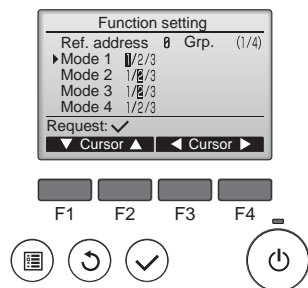 Function setting
Ref. address 0 Grp. (1/4)
Mode 1 1/2/3
Mode 2 1/2/3
Mode 3 1/2/3
Mode 4 1/2/3
Request: ✓
▼ Cursor ▲ ◀ Cursor ▶
F1 F2 F3 F4